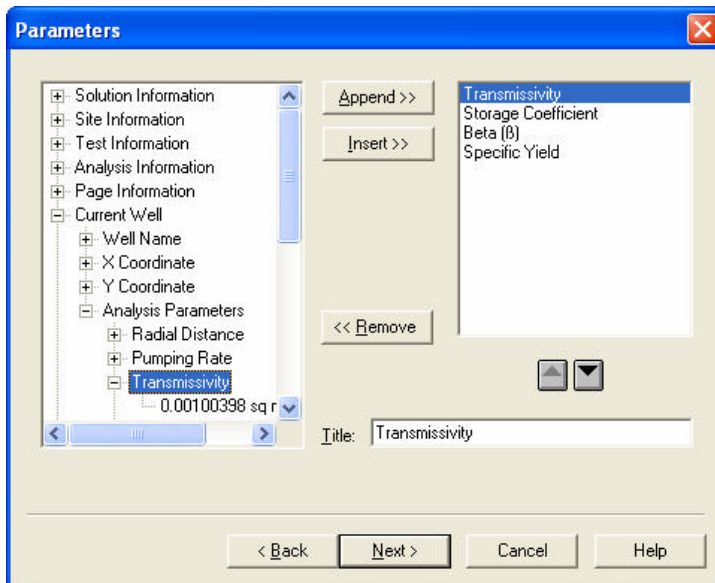 Parameters
Solution Information
Site Information
Test Information
Analysis Information
Page Information
Current Well
Well Name
X Coordinate
Y Coordinate
Analysis Parameters
Radial Distance
Pumping Rate
Transmissivity
0.00100398 sq r
Append >>
Insert >>
<< Remove
Transmissivity
Storage Coefficient
Beta (ß)
Specific Yield
Title: Transmissivity
< Back Next > Cancel Help